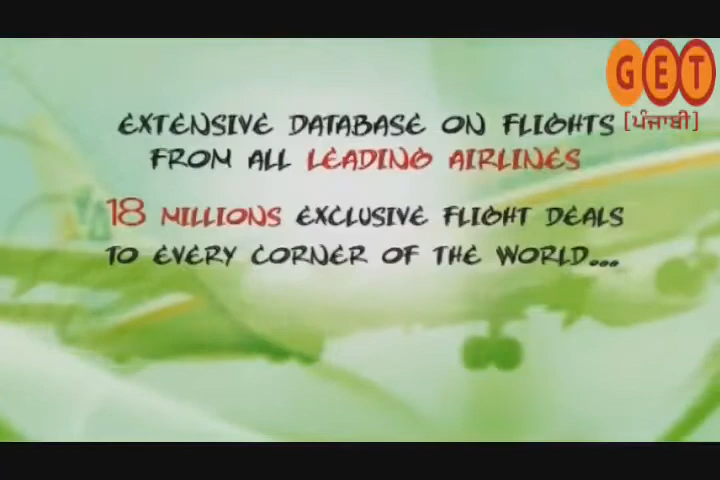 GET
[ਪੰਜਾਬੀ]
EXTENSIVE DATABASE ON FLIGHTS
FROM ALL LEADING AIRLINES
18 MILLIONS EXCLUSIVE FLIGHT DEALS
TO EVERY CORNER OF THE WORLD...